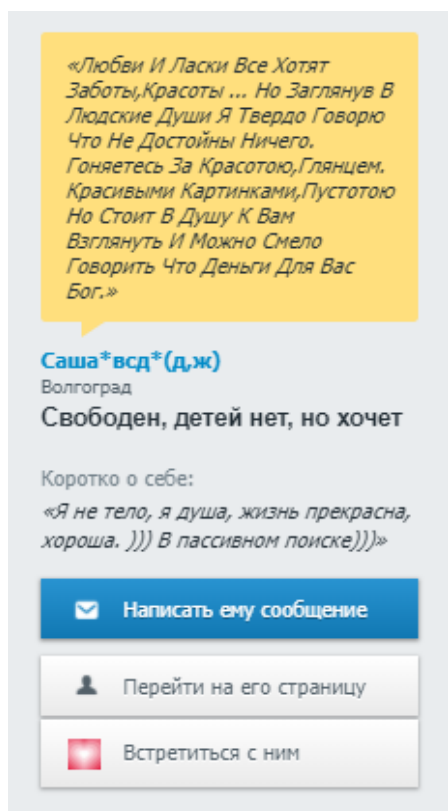 «Любви И Ласки Все Хотят
Заботы,Красоты ... Но Заглянув В
Людские Души Я Твердо Говорю
Что Не Достойны Ничего.
Гоняетесь За Красотою,Глянцем.
Красивыми Картинками,Пустотою
Но Стоит В Душу К Вам
Взглянуть И Можно Смело
Говорить Что Деньги Для Вас
Бог.»
Саша*всд*(д,ж)
Волгоград
Свободен, детей нет, но хочет
Коротко о себе:
«Я не тело, я душа, жизнь прекрасна,
хороша. ))) В пассивном поиске)))»
Написать ему сообщение
Перейти на его страницу
Встретиться с ним